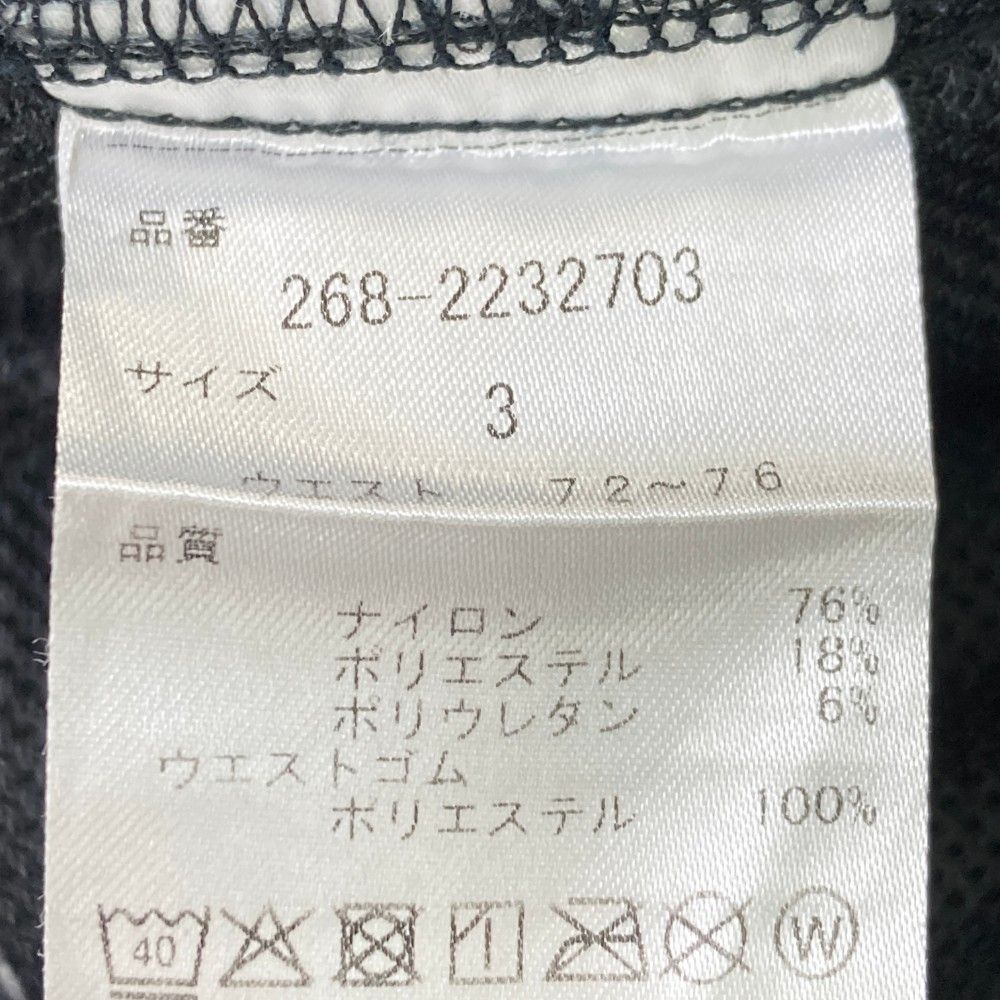 品番
268-2232703
サイズ
3
ウエスト 72～76
品質
ナイロン 76%
ポリエステル 18%
ポリウレタン 6%
ウエストゴム
ポリエステル 100%
40 W